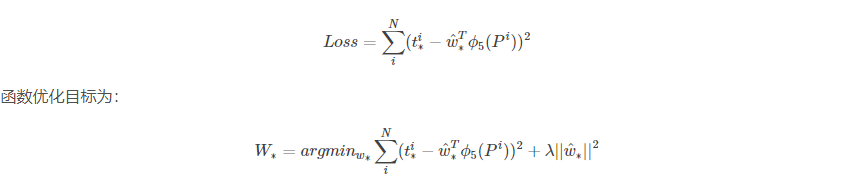 $Loss = \sum_{i}^{N} (t_*^i - \hat{w}_*^T \phi_5(P^i))^2$
函数优化目标为：
$W_* = argmin_{w_*} \sum_{i}^{N} (t_*^i - \hat{w}_*^T \phi_5(P^i))^2 + \lambda ||\hat{w}_*||^2$